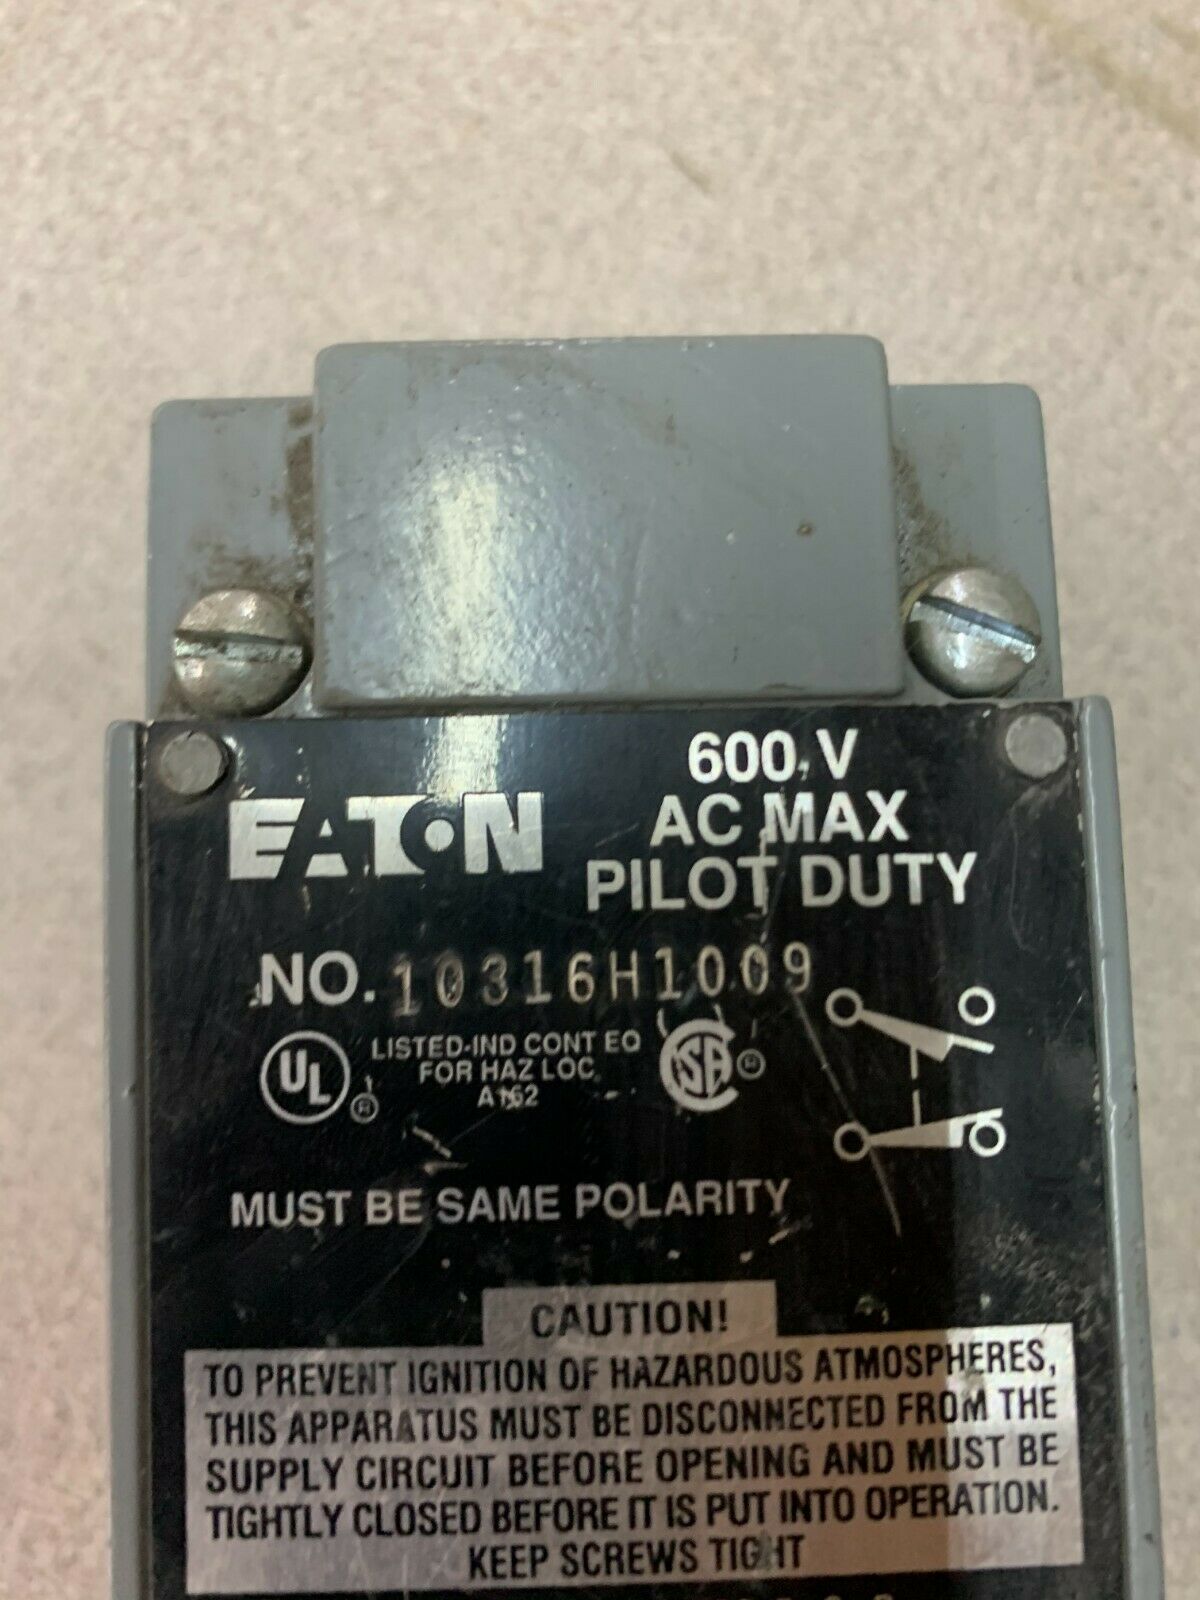 600 V
AC MAX
PILOT DUTY
EATON
NO. 10316H1009
UL ® LISTED-IND CONT EQ
FOR HAZ LOC
A162
CSA ®
MUST BE SAME POLARITY
CAUTION!
TO PREVENT IGNITION OF HAZARDOUS ATMOSPHERES,
THIS APPARATUS MUST BE DISCONNECTED FROM THE
SUPPLY CIRCUIT BEFORE OPENING AND MUST BE
TIGHTLY CLOSED BEFORE IT IS PUT INTO OPERATION.
KEEP SCREWS TIGHT